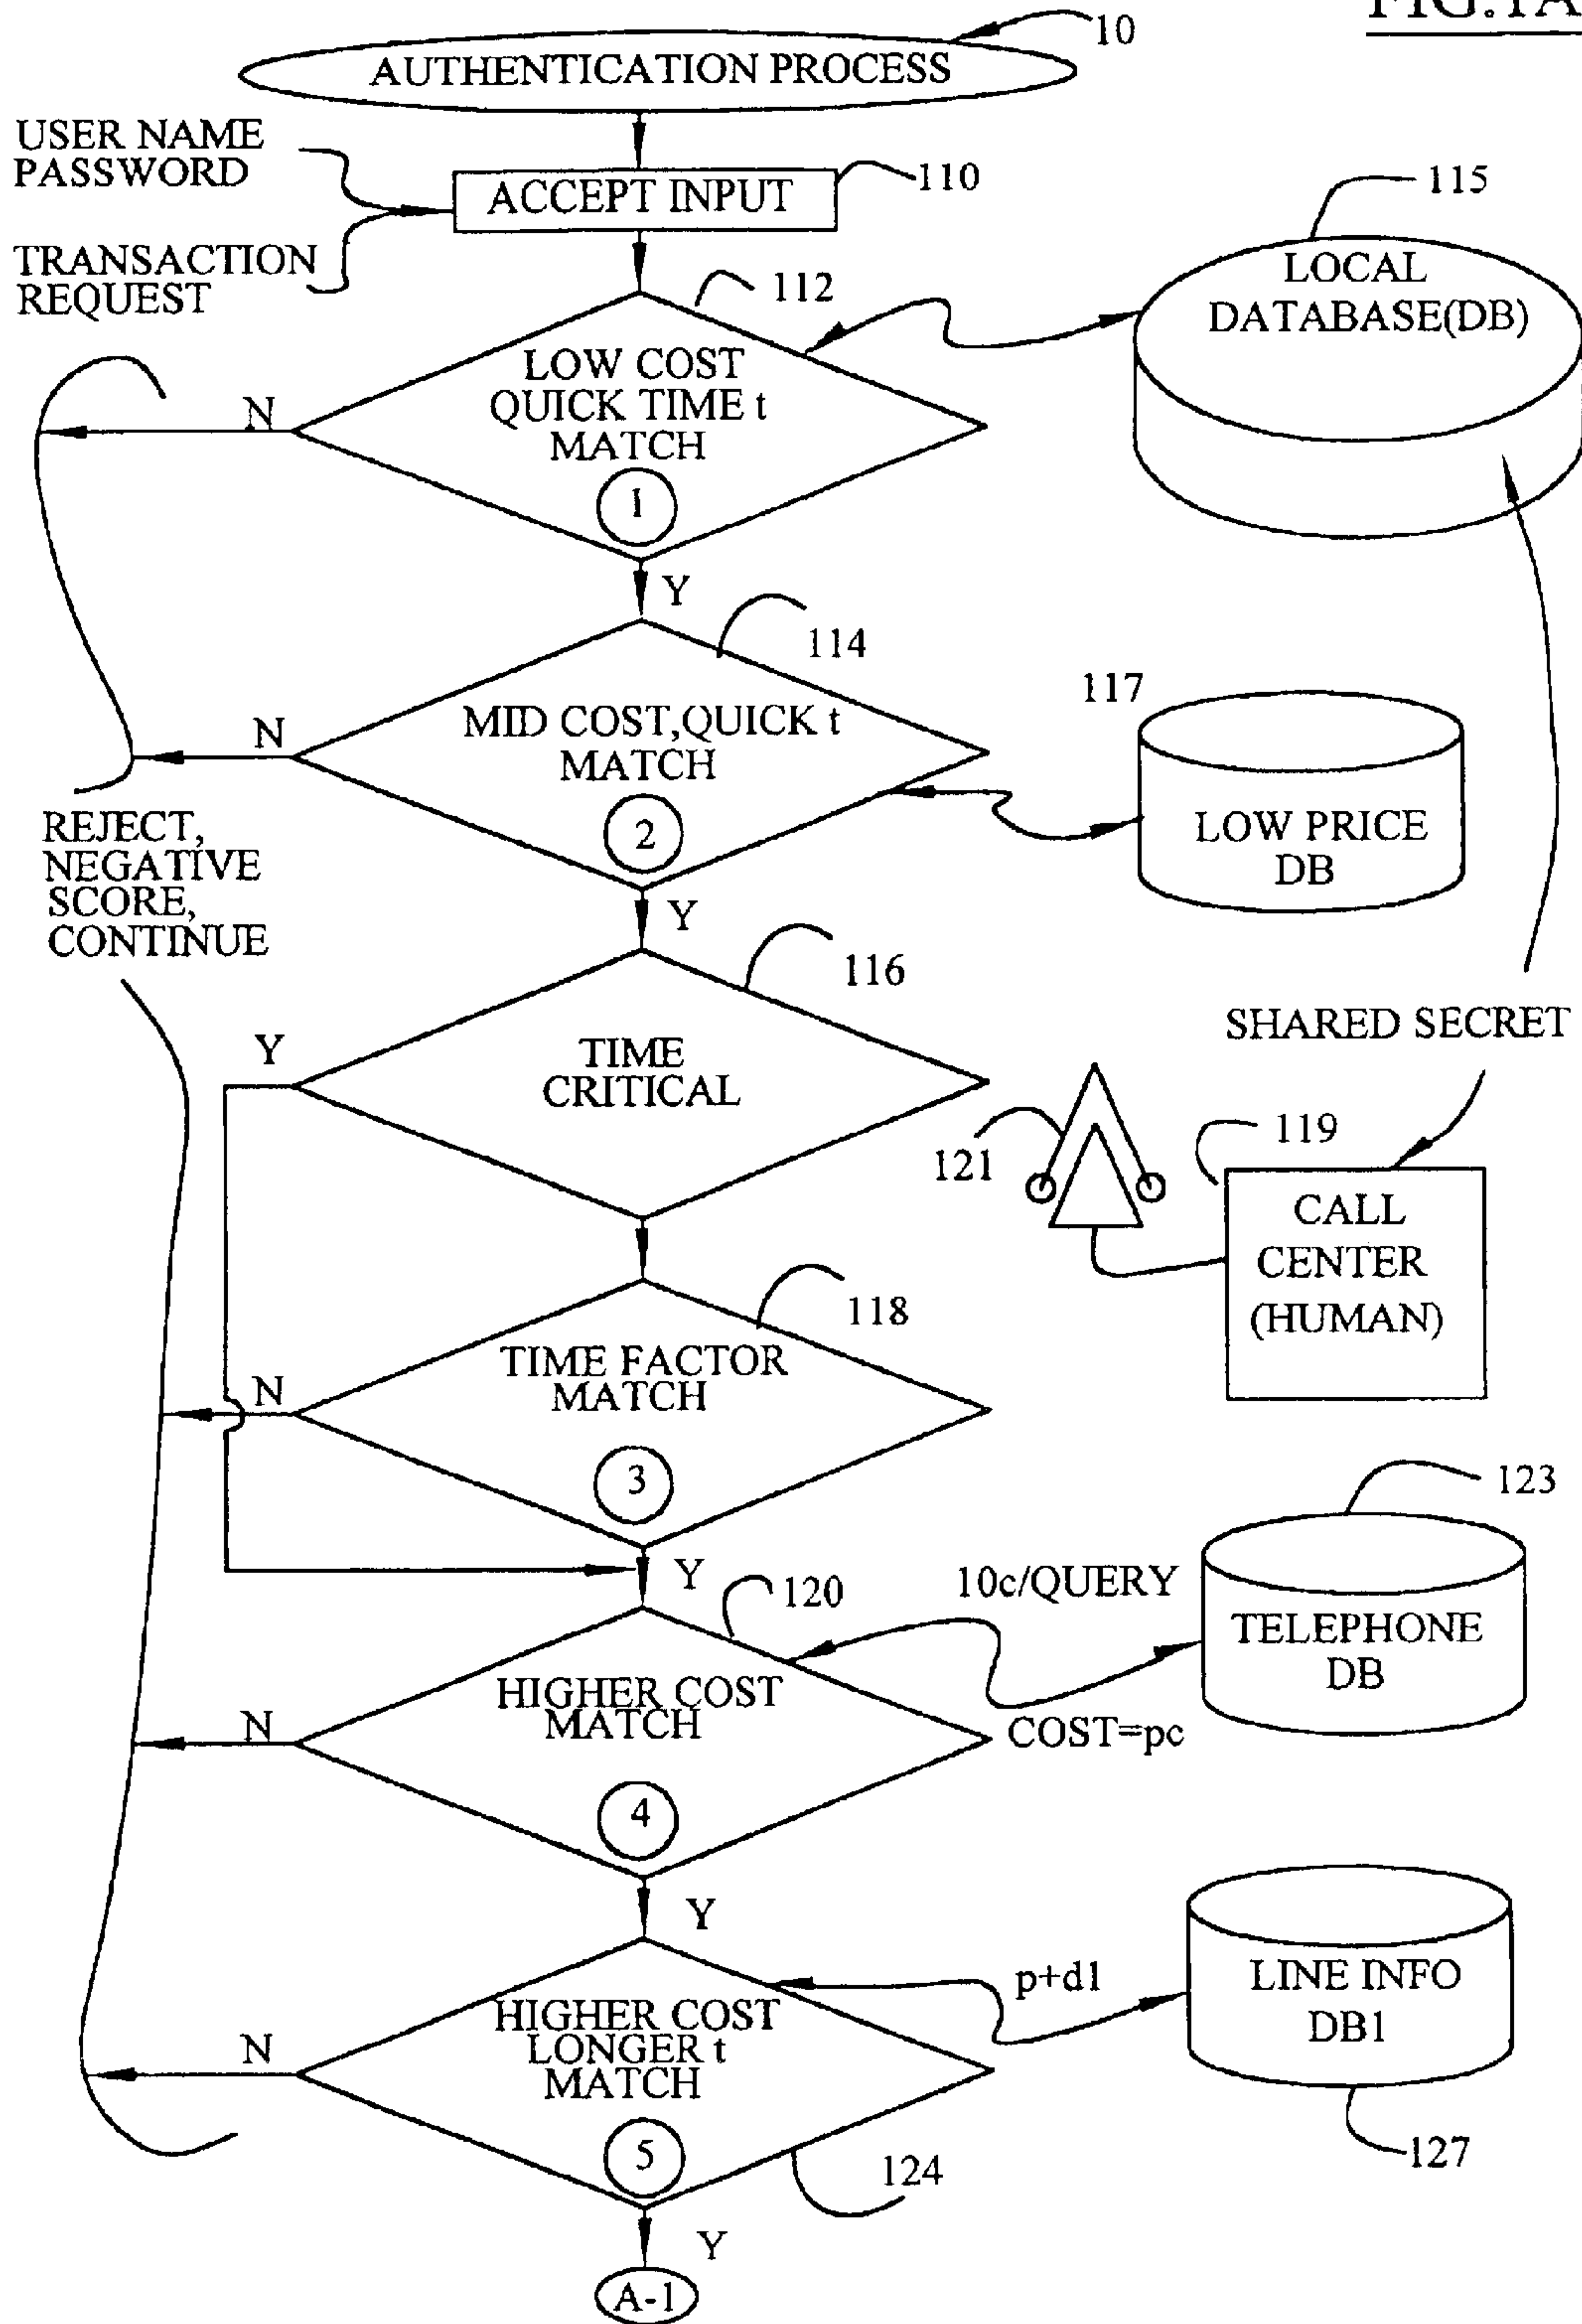 FIG.1A
10
AUTHENTICATION PROCESS
USER NAME
PASSWORD
ACCEPT INPUT
110
TRANSACTION
REQUEST
112
115
LOCAL
DATABASE(DB)
LOW COST
QUICK TIME t
MATCH
N
1
Y
114
117
MID COST,QUICK t
MATCH
N
2
LOW PRICE
DB
REJECT,
NEGATIVE
SCORE,
CONTINUE
Y
116
SHARED SECRET
Y
TIME
CRITICAL
121
119
CALL
CENTER
(HUMAN)
118
TIME FACTOR
MATCH
N
3
123
Y
120
10c/QUERY
TELEPHONE
DB
HIGHER COST
MATCH
N
COST=pc
4
Y
p+d1
LINE INFO
DB1
HIGHER COST
LONGER t
MATCH
N
5
124
127
Y
A-1